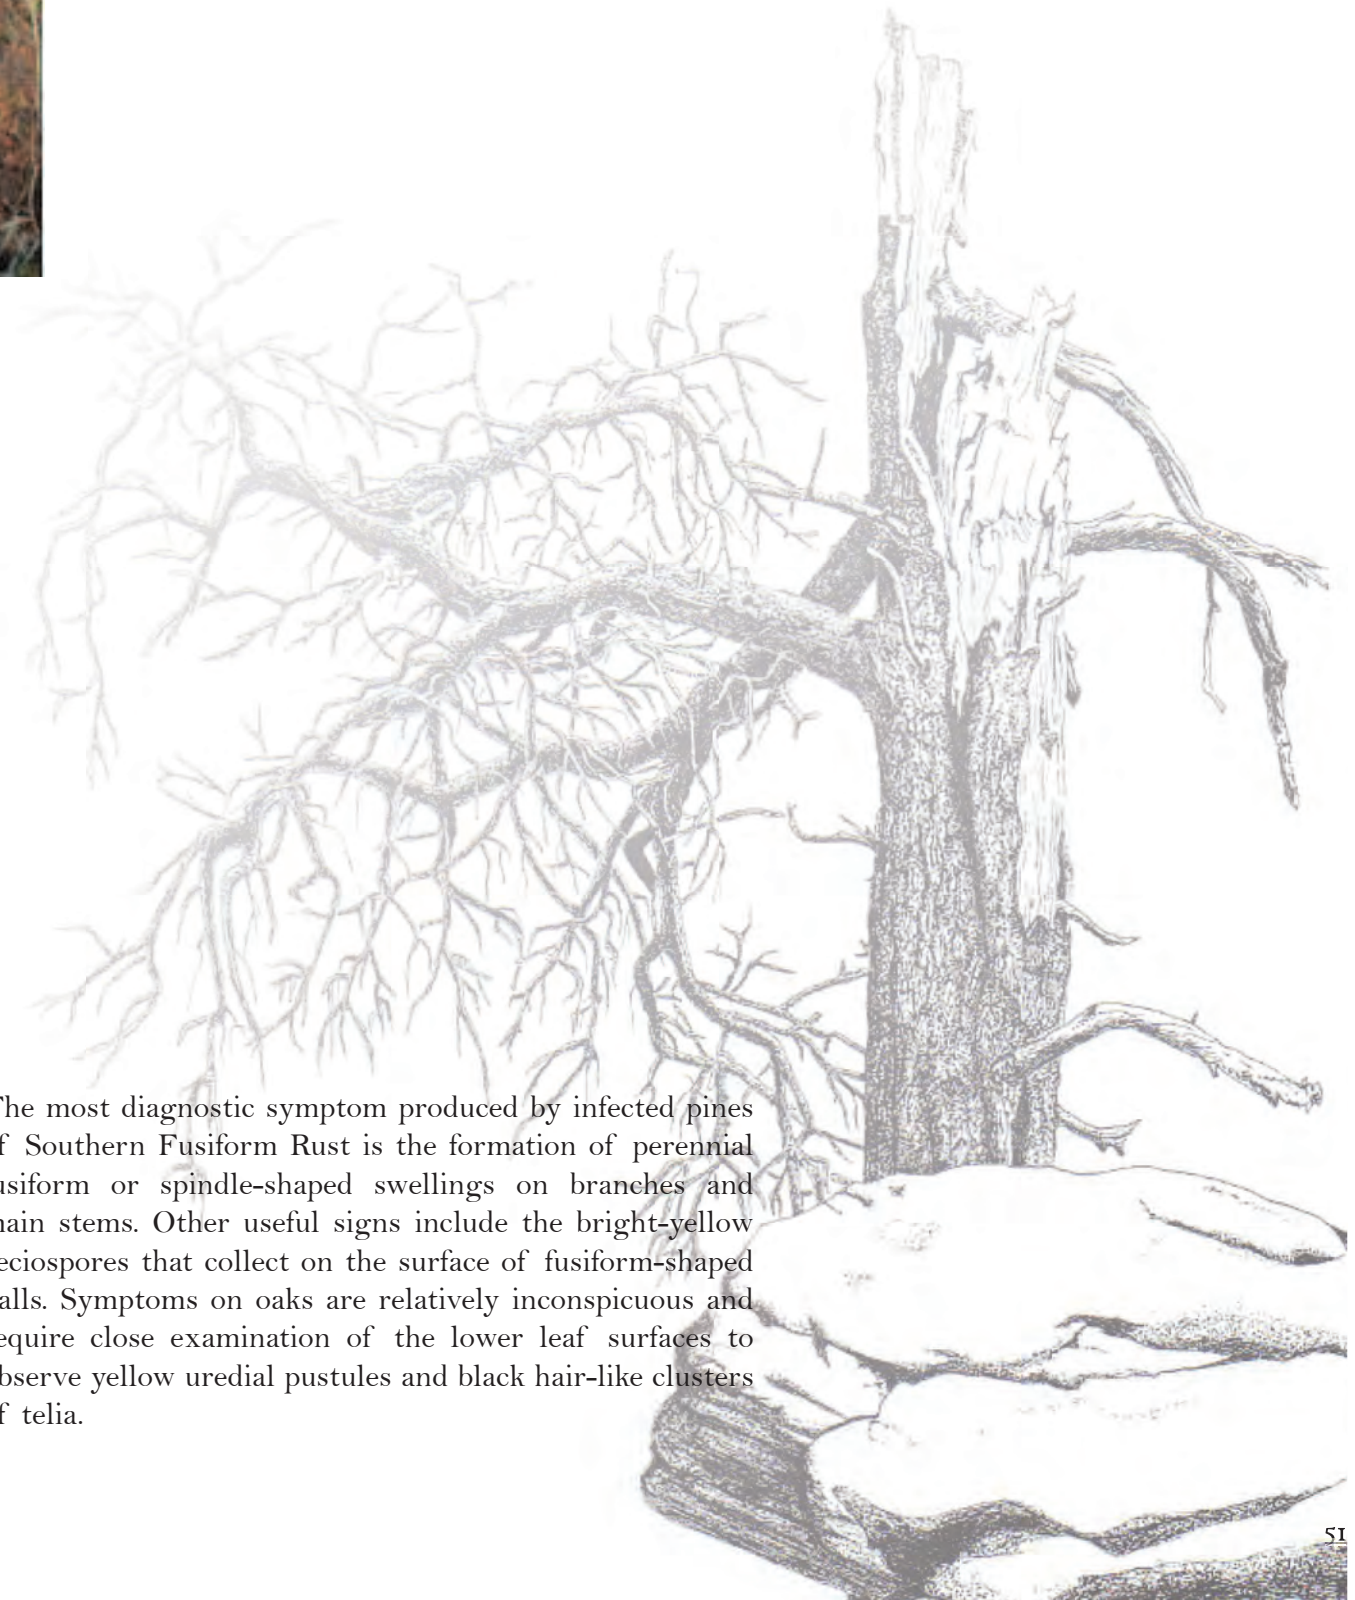 The most diagnostic symptom produced by infected pines
f Southern Fusiform Rust is the formation of perennial
usiform or spindle-shaped swellings on branches and
nain stems. Other useful signs include the bright-yellow
eciospores that collect on the surface of fusiform-shaped
alls. Symptoms on oaks are relatively inconspicuous and
equire close examination of the lower leaf surfaces to
bserve yellow uredial pustules and black hair-like clusters
f telia.
51